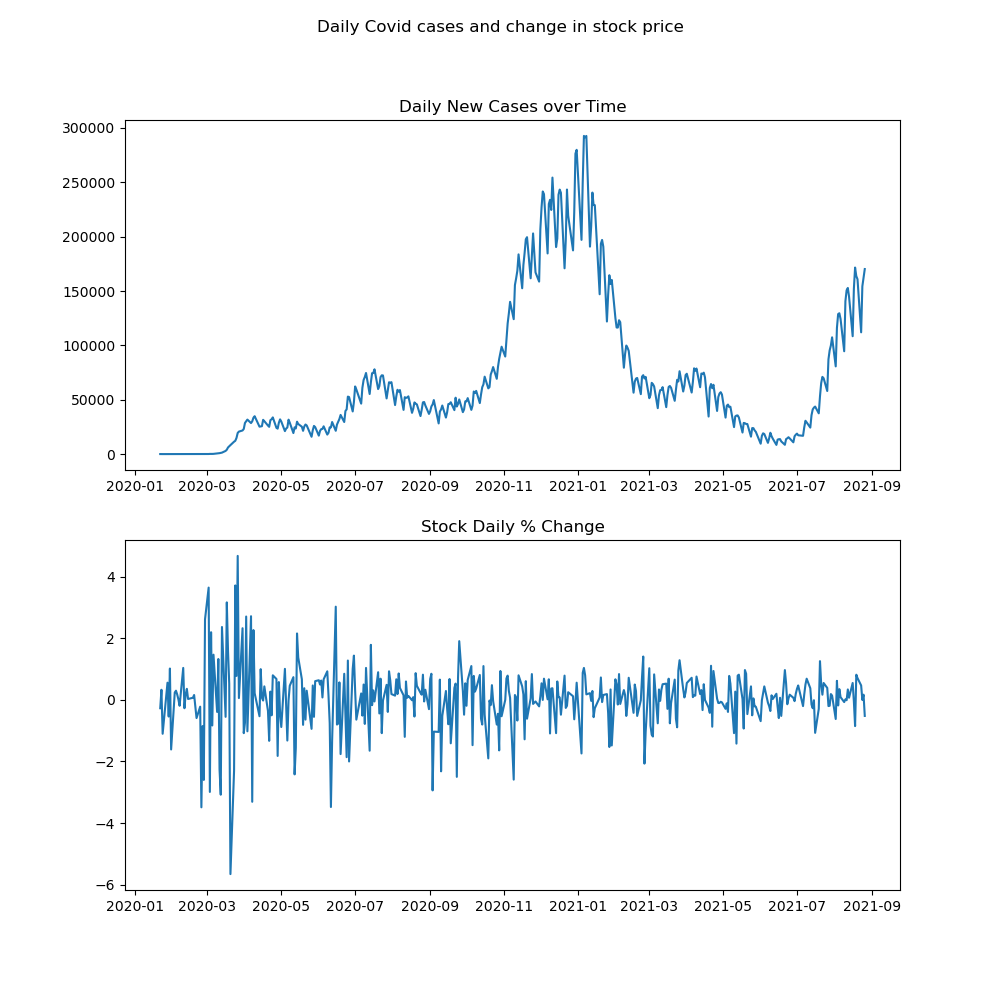 Daily Covid cases and change in stock price
Daily New Cases over Time
300000
250000
200000
150000
100000
50000
0
2020-01 2020-03 2020-05 2020-07 2020-09 2020-11 2021-01 2021-03 2021-05 2021-07 2021-09
Stock Daily % Change
4
2
0
−2
−4
−6
2020-01 2020-03 2020-05 2020-07 2020-09 2020-11 2021-01 2021-03 2021-05 2021-07 2021-09